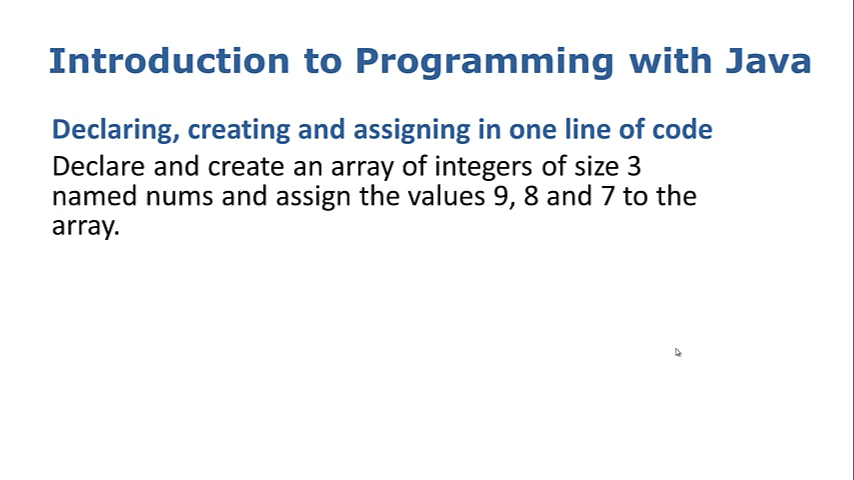 Introduction to Programming with Java
Declaring, creating and assigning in one line of code
Declare and create an array of integers of size 3
named nums and assign the values 9, 8 and 7 to the
array.